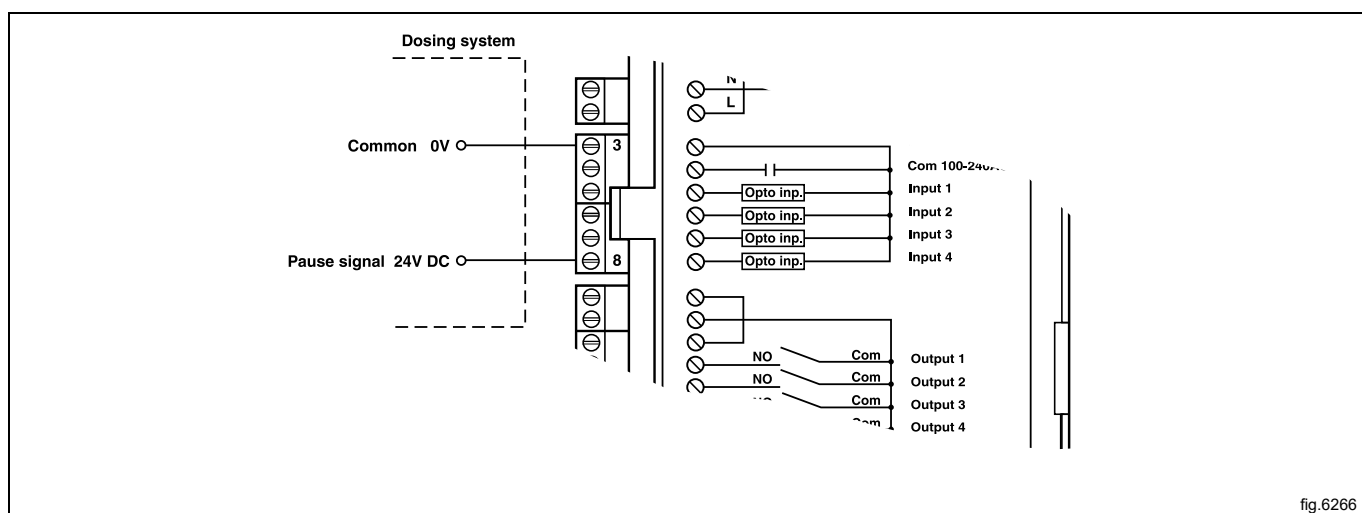 Dosing system
L
Common 0V
3
Com
Opto inp. Input 1
Opto inp. Input 2
Opto inp. Input 3
Pause signal 24V DC
8
Opto inp. Input 4
NO Com Output 1
NO Com Output 2
Com Output 3
Output 4
fig.6266